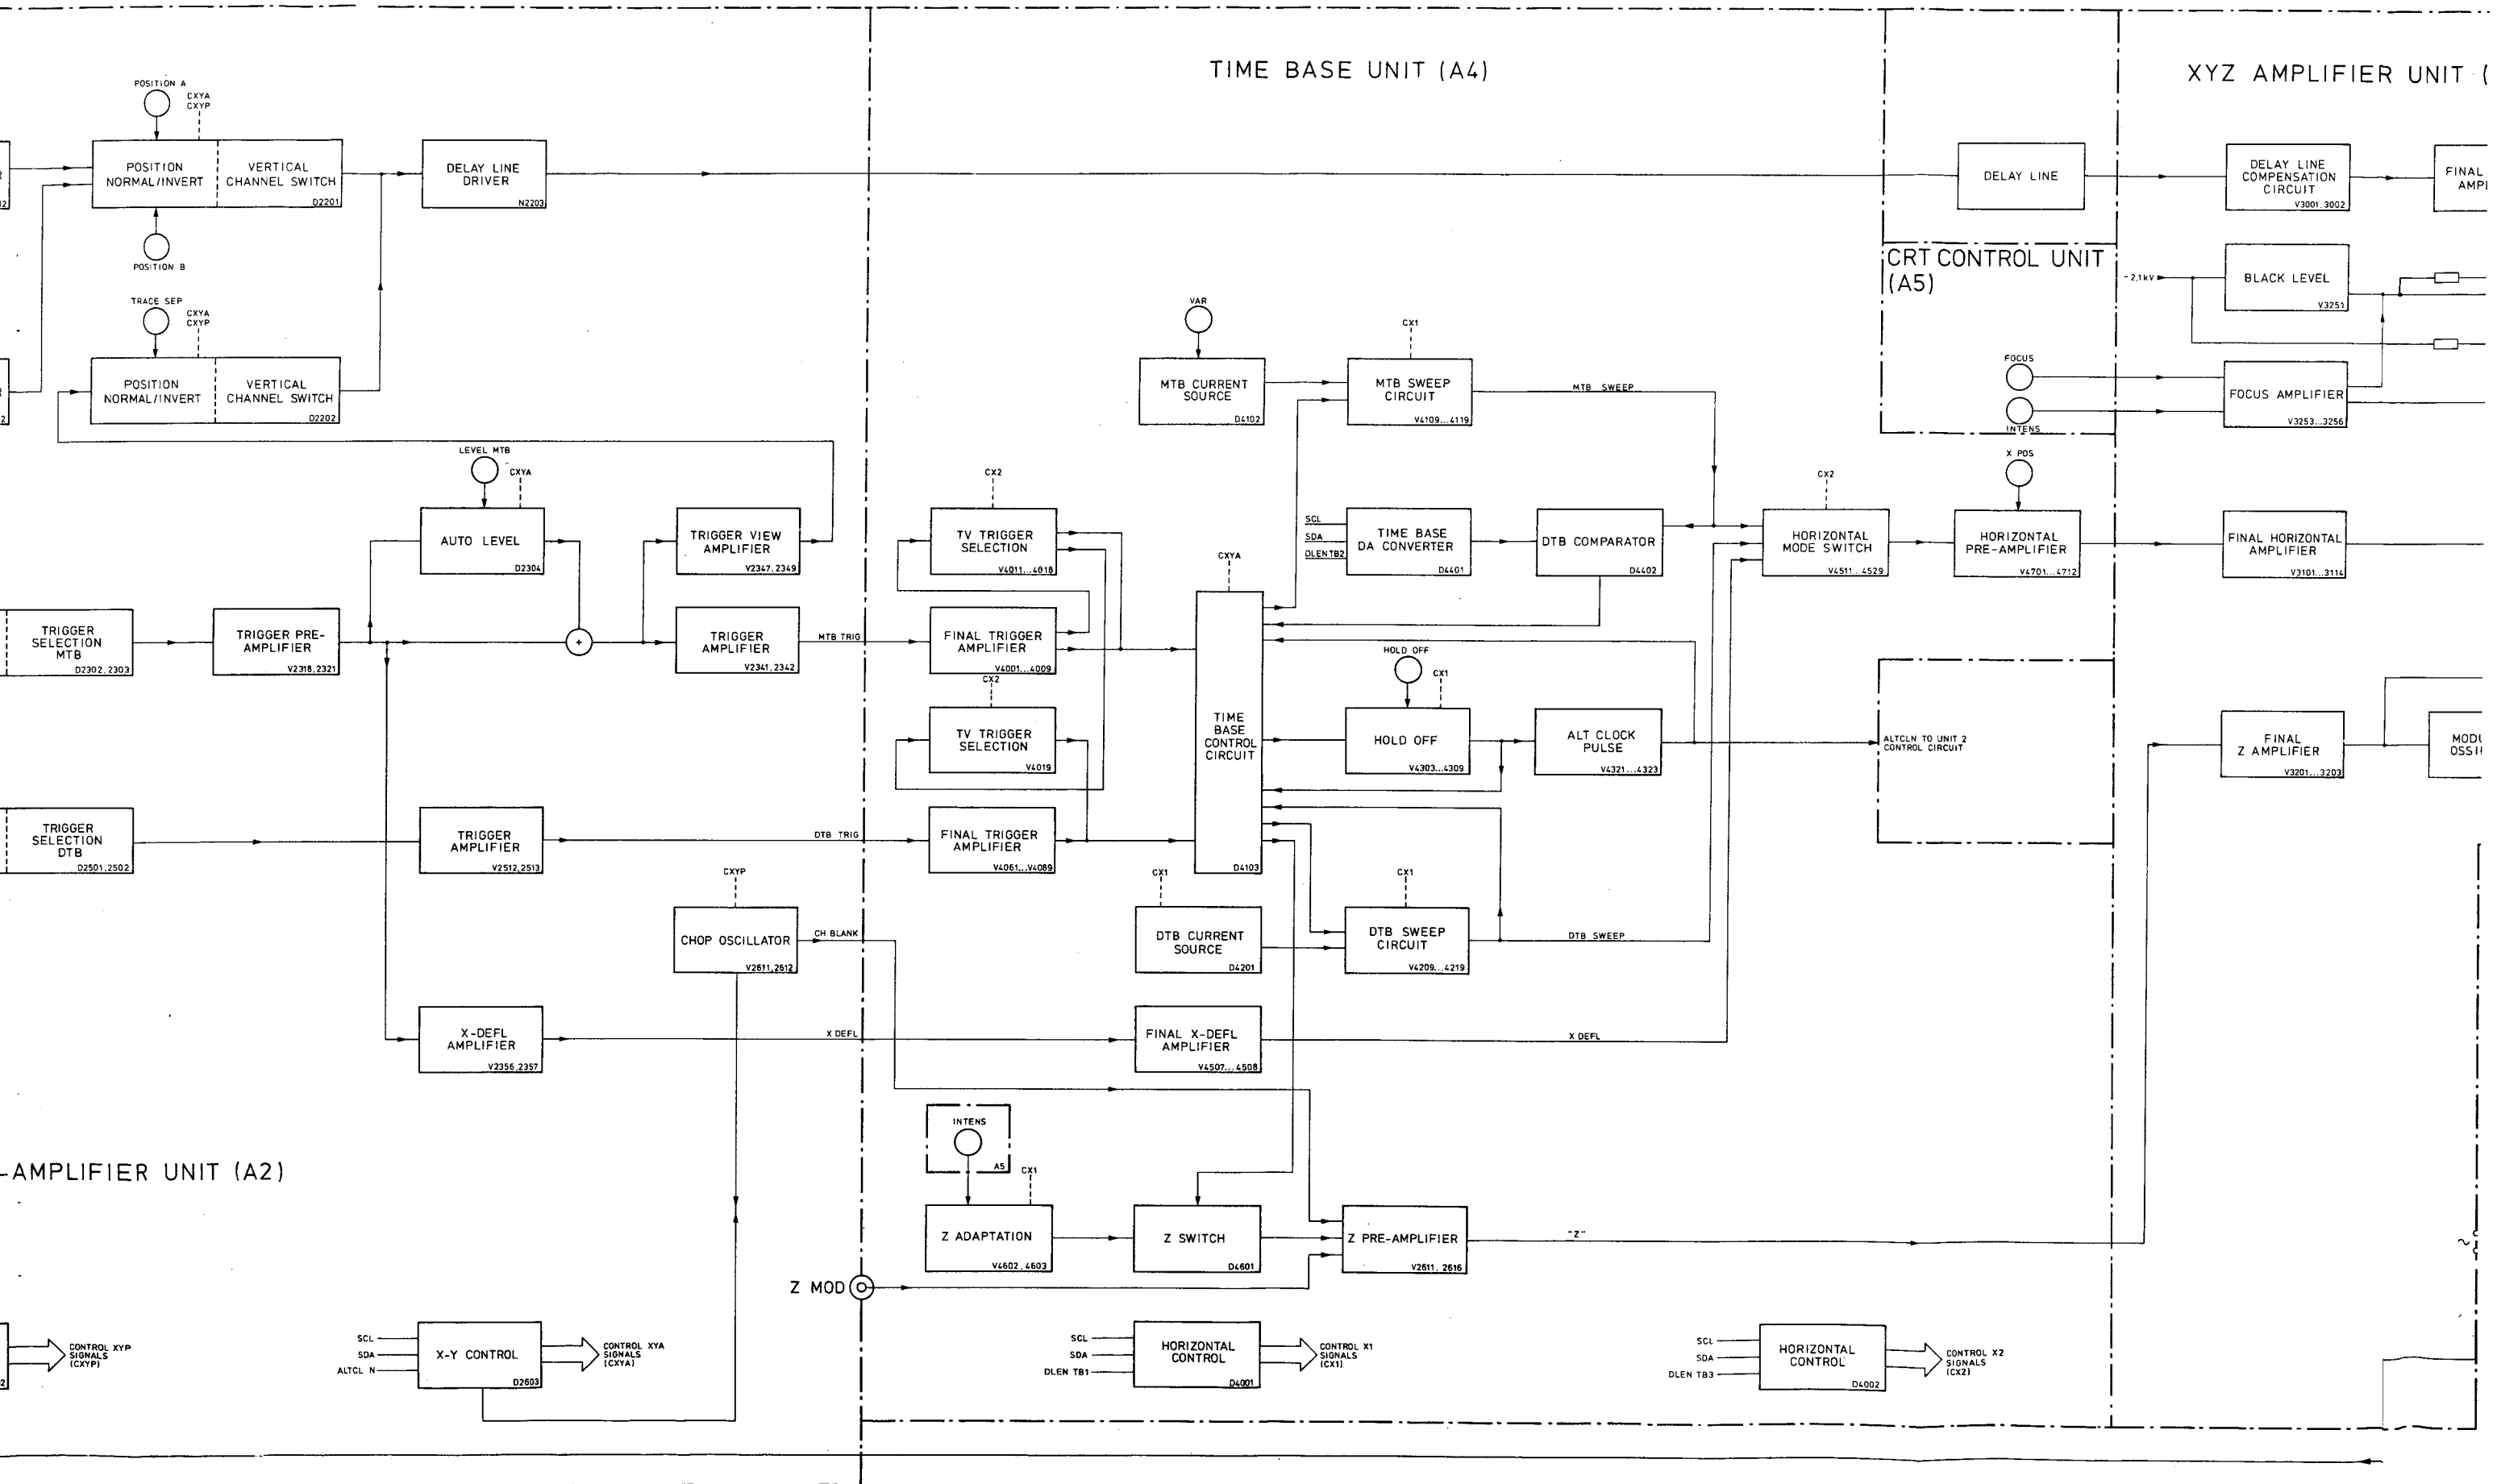 TIME BASE UNIT (A4)
XYZ AMPLIFIER UNIT (
POSITION A
CXYA
CXYP
POSITION
NORMAL/INVERT
VERTICAL
CHANNEL SWITCH
D2201
DELAY LINE
DRIVER
N2203
DELAY LINE
DELAY LINE
COMPENSATION
CIRCUIT
V3001,3002
FINAL
AMPL
POSITION B
CRT CONTROL UNIT
(A5)
-2,1kV
BLACK LEVEL
V3251
TRACE SEP
CXYA
CXYP
POSITION
NORMAL/INVERT
VERTICAL
CHANNEL SWITCH
D2202
VAR
MTB CURRENT
SOURCE
D4102
CX1
MTB SWEEP
CIRCUIT
V4109...4119
MTB SWEEP
FOCUS
INTENS
FOCUS AMPLIFIER
V3253...3256
LEVEL MTB
CXYA
AUTO LEVEL
D2304
TRIGGER VIEW
AMPLIFIER
V2347,2349
CX2
TV TRIGGER
SELECTION
V4011...4018
CXYA
SCL
SDA
DLENTB2
TIME BASE
DA CONVERTER
D4401
DTB COMPARATOR
D4402
CX2
HORIZONTAL
MODE SWITCH
V4511...4529
X POS
HORIZONTAL
PRE-AMPLIFIER
V4701...4712
FINAL HORIZONTAL
AMPLIFIER
V3101...3114
TRIGGER
SELECTION
MTB
D2302,2303
TRIGGER PRE-
AMPLIFIER
V2318,2321
+
TRIGGER
AMPLIFIER
V2341,2342
MTB TRIG
FINAL TRIGGER
AMPLIFIER
V4001...4009
CX2
TV TRIGGER
SELECTION
V4019
TIME
BASE
CONTROL
CIRCUIT
D4103
HOLD OFF
CX1
HOLD OFF
V4303...4309
ALT CLOCK
PULSE
V4321...4323
ALTCLN TO UNIT 2
CONTROL CIRCUIT
FINAL
Z AMPLIFIER
V3201...3203
MODU
OSSI
TRIGGER
SELECTION
DTB
D2501,2502
TRIGGER
AMPLIFIER
V2512,2513
DTB TRIG
FINAL TRIGGER
AMPLIFIER
V4061...V4089
CXYP
CHOP OSCILLATOR
V2611,2612
CH BLANK
CX1
DTB CURRENT
SOURCE
D4201
CX1
DTB SWEEP
CIRCUIT
V4209...4219
DTB SWEEP
X-DEFL
AMPLIFIER
V2356,2357
X DEFL
FINAL X-DEFL
AMPLIFIER
V4507...4508
X DEFL
-AMPLIFIER UNIT (A2)
INTENS
A5
CX1
Z ADAPTATION
V4602,4603
Z SWITCH
D4601
Z PRE-AMPLIFIER
V2611, 2616
"Z"
Z MOD
CONTROL XYP
SIGNALS
(CXYP)
SCL
SDA
ALTCL N
X-Y CONTROL
D2603
CONTROL XYA
SIGNALS
(CXYA)
SCL
SDA
DLEN TB1
HORIZONTAL
CONTROL
D4001
CONTROL X1
SIGNALS
(CX1)
SCL
SDA
DLEN TB3
HORIZONTAL
CONTROL
D4002
CONTROL X2
SIGNALS
(CX2)